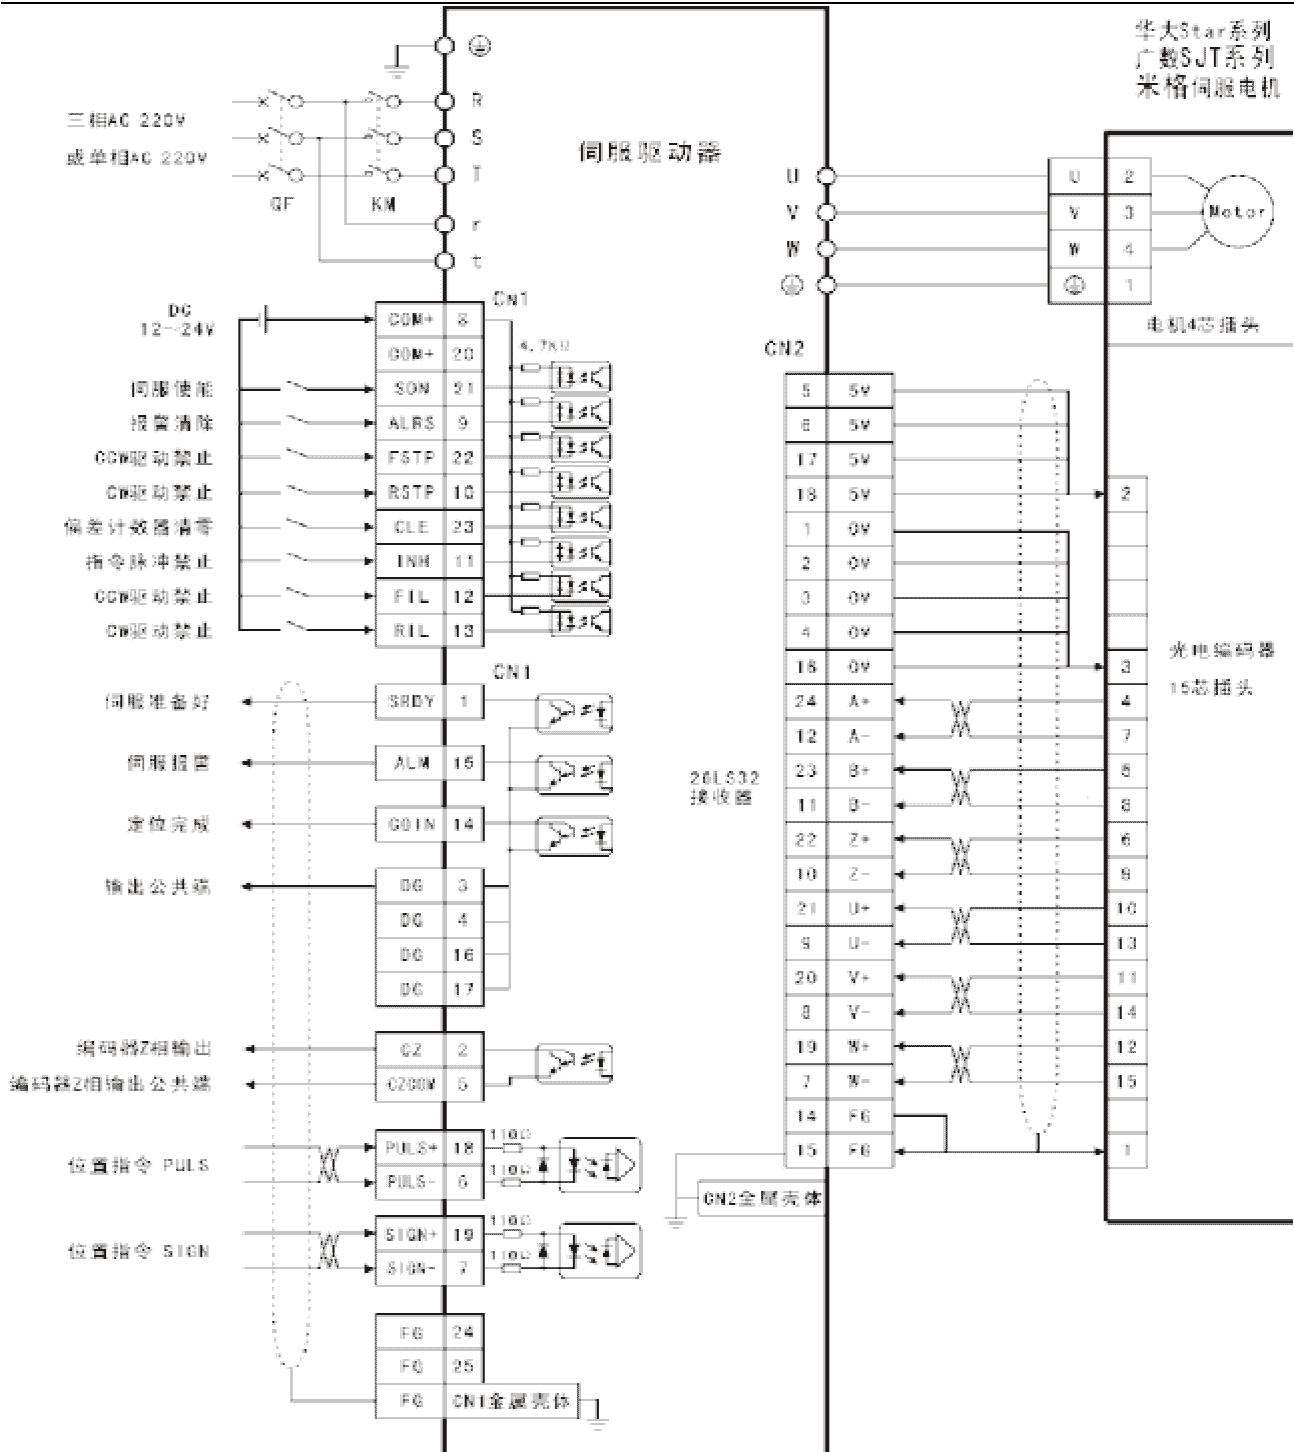 华大Star系列
广数SJT系列
米格伺服电机
三相AC 220V
或单相AC 220V
QF
KM
R
S
T
r
t
伺服驱动器
U
V
W
U 2
V 3
W 4
1
Motor
电机4芯插头
DC
12~24V
CN1
4.7KΩ
COM+ 8
COM+ 20
伺服使能 SON 21
报警清除 ALRS 9
CCW驱动禁止 FSTP 22
CW驱动禁止 RSTP 10
偏差计数器清零 CLE 23
指令脉冲禁止 INH 11
CCW驱动禁止 FIL 12
CW驱动禁止 RIL 13
CN1
伺服准备好 SRDY 1
伺服报警 ALM 15
定位完成 COIN 14
输出公共端 DG 3
DG 4
DG 16
DG 17
编码器Z相输出 CZ 2
编码器Z相输出公共端 CZCOM 5
位置指令 PULS
PULS+ 18 110Ω
PULS- 6 110Ω
位置指令 SIGN
SIGN+ 19 110Ω
SIGN- 7 110Ω
FG 24
FG 25
FG CN1金属壳体
CN2
5 5V
6 5V
17 5V
18 5V 2
1 0V
2 0V
3 0V
4 0V
16 0V 3
24 A+ 4
12 A- 7
23 B+ 5
11 B- 8
22 Z+ 6
10 Z- 9
21 U+ 10
9 U- 13
20 V+ 11
8 V- 14
19 W+ 12
7 W- 15
14 FG
15 FG 1
26LS32
接收器
CN2金属壳体
光电编码器
15芯插头